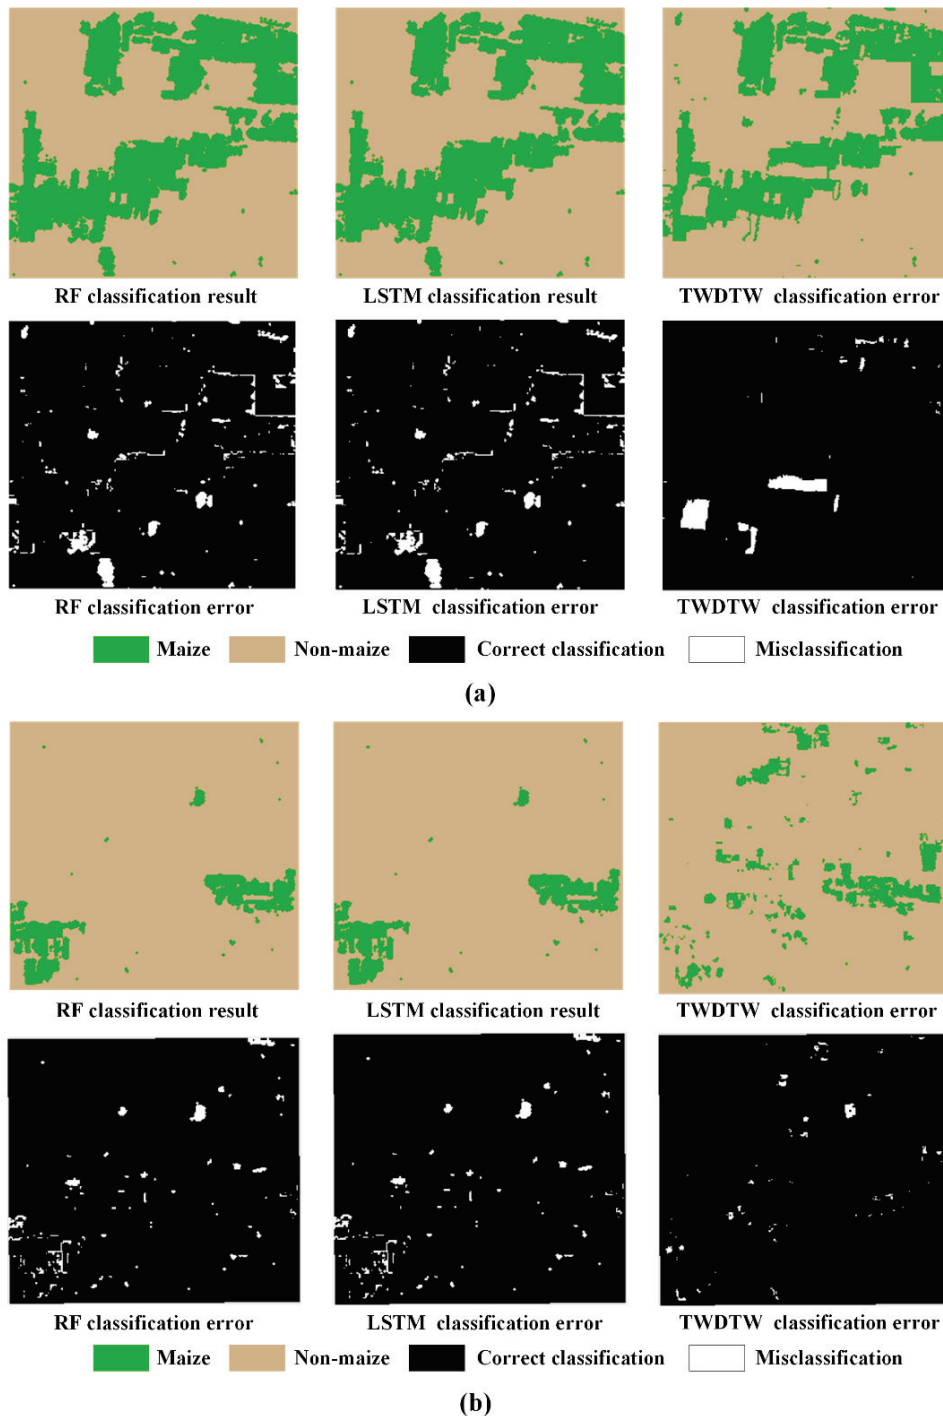 RF classification result LSTM classification result TWDTW classification error
RF classification error LSTM classification error TWDTW classification error
Maize Non-maize Correct classification Misclassification
(a)
RF classification result LSTM classification result TWDTW classification error
RF classification error LSTM classification error TWDTW classification error
Maize Non-maize Correct classification Misclassification
(b)